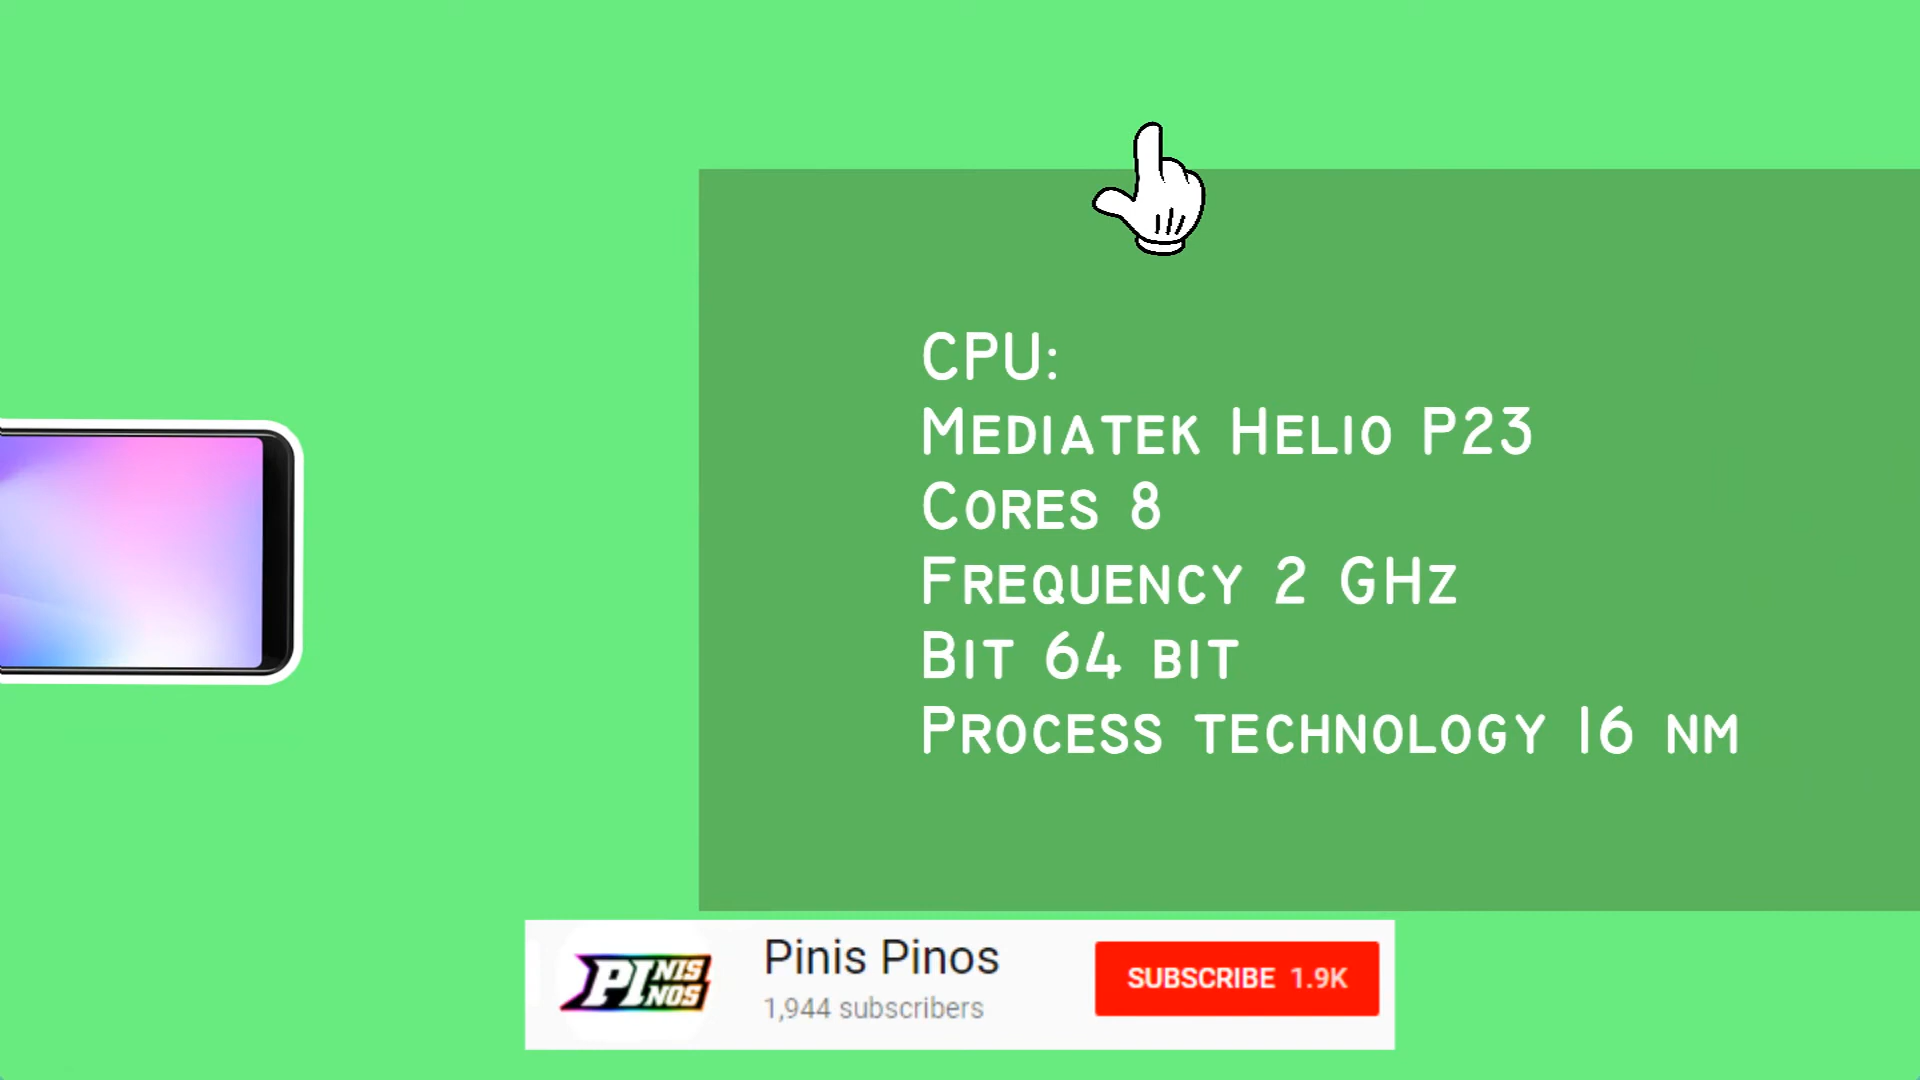 CPU:
Mediatek Helio P23
Cores 8
Frequency 2 GHz
Bit 64 bit
Process technology 16 nm
PINIS
NOS
Pinis Pinos
1,944 subscribers
SUBSCRIBE 1.9K